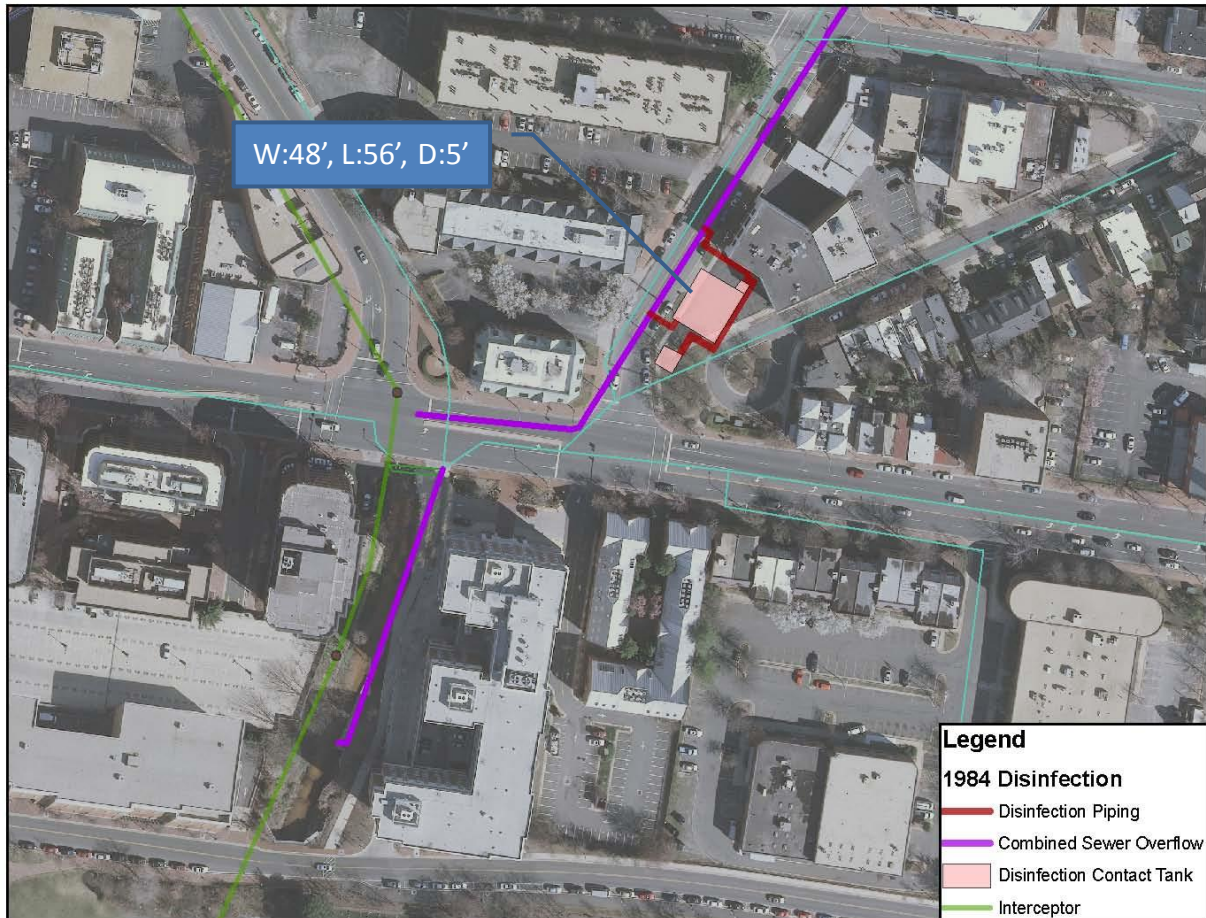 W:48’, L:56’, D:5’
Legend
1984 Disinfection
Disinfection Piping
Combined Sewer Overflow
Disinfection Contact Tank
Interceptor